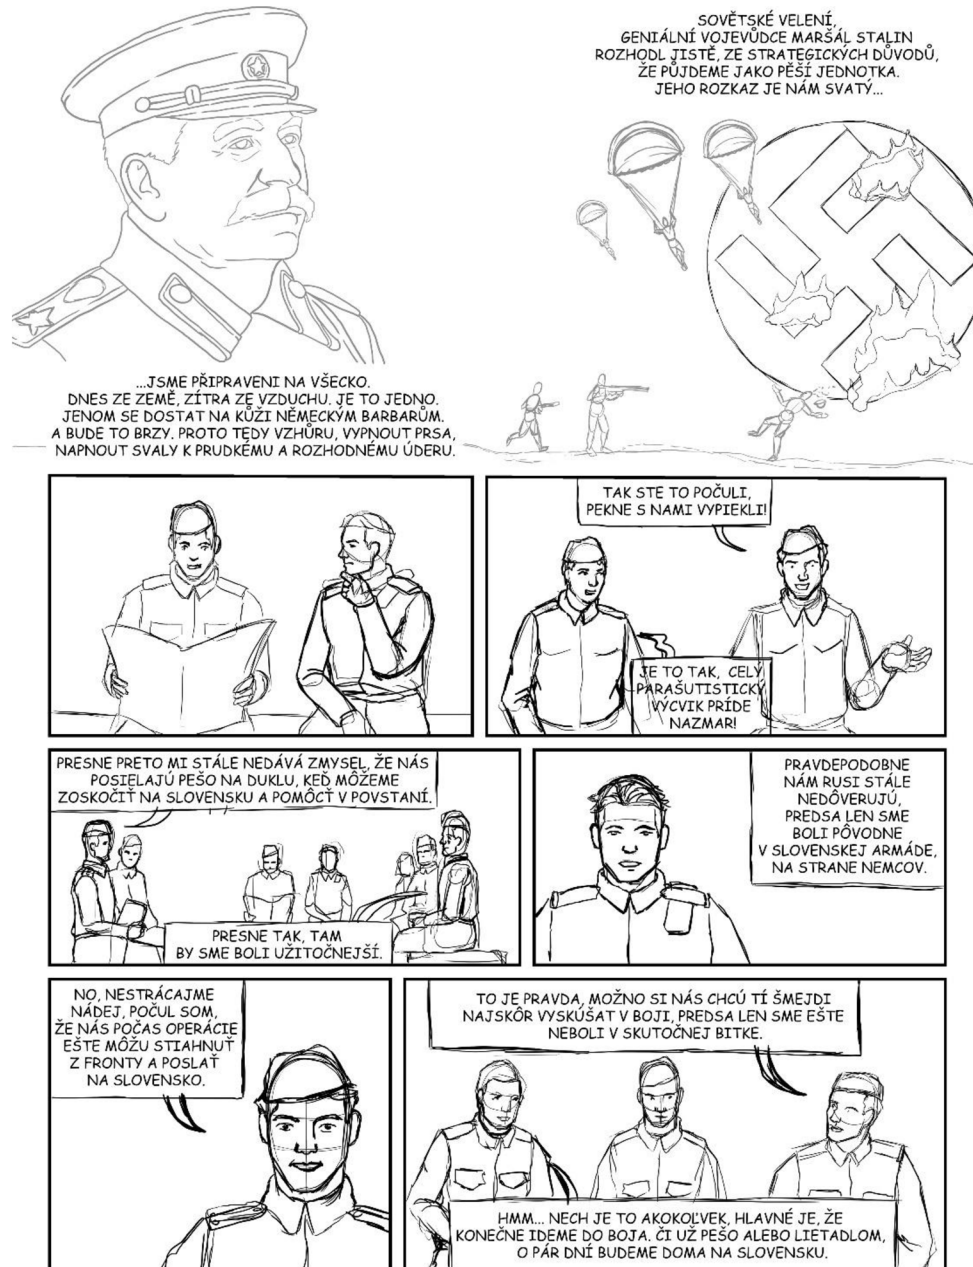 SOVĚTSKÉ VELENÍ,
GENIÁLNÍ VOJEVŮDCE MARŠÁL STALIN
ROZHODL JISTĚ, ZE STRATEGICKÝCH DŮVODŮ,
ŽE PŮJDEME JAKO PĚŠÍ JEDNOTKA.
JEHO ROZKAZ JE NÁM SVATÝ...
...JSME PŘIPRAVENI NA VŠECKO.
DNES ZE ZEMĚ, ZÍTRA ZE VZDUCHU. JE TO JEDNO.
JENOM SE DOSTAT NA KŮŽI NĚMECKÝM BARBARŮM.
A BUDE TO BRZY. PROTO TEDY VZHŮRU, VYPNOUT PRSA,
NAPNOUT SVALY K PRUDKÉMU A ROZHODNÉMU ÚDERU.
TAK STE TO POČULI,
PEKNE S NAMI VYPIEKLI!
JE TO TAK, CELÝ
PARAŠUTISTICKÝ
VÝCVIK PRÍDE
NAZMAR!
PRESNE PRETO MI STÁLE NEDÁVÁ ZMYSEL, ŽE NÁS
POSIELAJÚ PEŠO NA DUKLU, KEĎ MÔŽEME
ZOSKOČIŤ NA SLOVENSKU A POMÔCŤ V POVSTANÍ.
PRESNE TAK, TAM
BY SME BOLI UŽITOČNEJŠÍ.
PRAVDEPODOBNE
NÁM RUSI STÁLE
NEDÔVERUJÚ,
PREDSA LEN SME
BOLI PÔVODNE
V SLOVENSKEJ ARMÁDE,
NA STRANE NEMCOV.
NO, NESTRÁCAJME
NÁDEJ, POČUL SOM,
ŽE NÁS POČAS OPERÁCIE
EŠTE MÔŽU STIAHNUŤ
Z FRONTY A POSLAŤ
NA SLOVENSKO.
TO JE PRAVDA, MOŽNO SI NÁS CHCÚ TÍ ŠMEJDI
NAJSKÔR VYSKÚŠAT V BOJI, PREDSA LEN SME EŠTE
NEBOLI V SKUTOČNEJ BITKE.
HMM... NECH JE TO AKOKOĽVEK, HLAVNÉ JE, ŽE
KONEČNE IDEME DO BOJA. ČI UŽ PEŠO ALEBO LIETADLOM,
O PÁR DNÍ BUDEME DOMA NA SLOVENSKU.